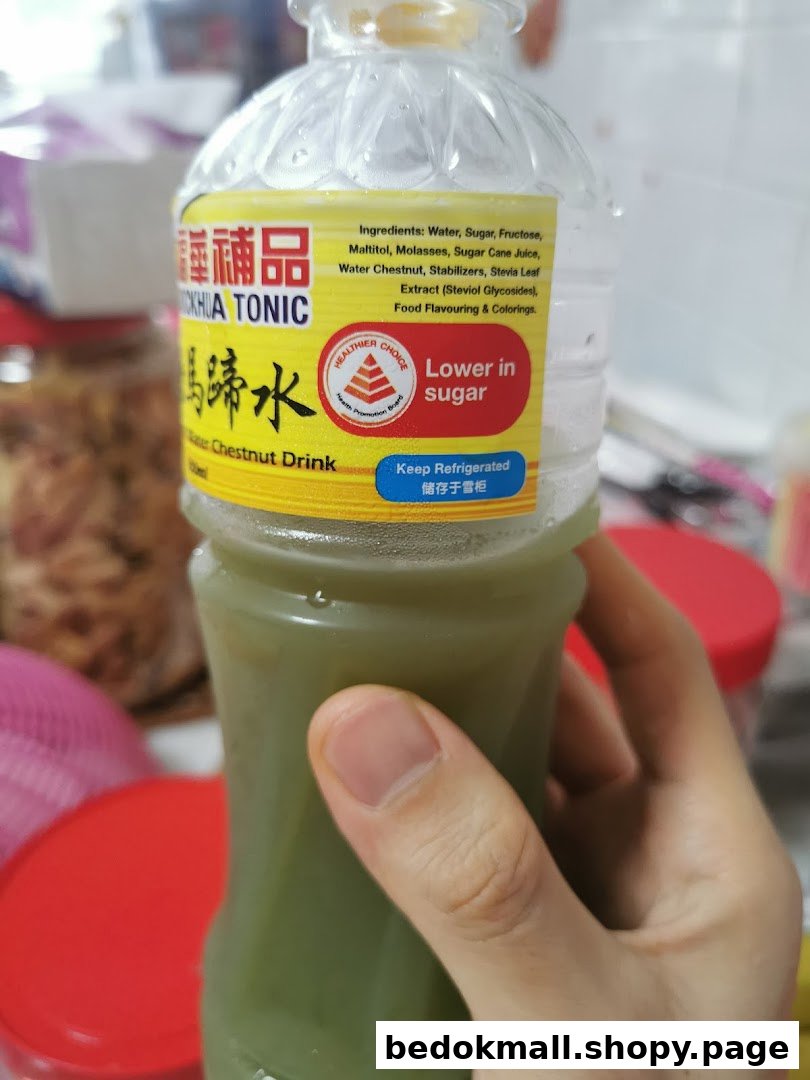 華補品
OKHUA TONIC
馬蹄水
Water Chestnut Drink
Ingredients: Water, Sugar, Fructose,
Maltitol, Molasses, Sugar Cane Juice,
Water Chestnut, Stabilizers, Stevia Leaf
Extract (Steviol Glycosides),
Food Flavouring & Colorings.
HEALTHIER CHOICE
Health Promotion Board
Lower in
sugar
Keep Refrigerated
储存于雪柜
bedokmall.shopy.page